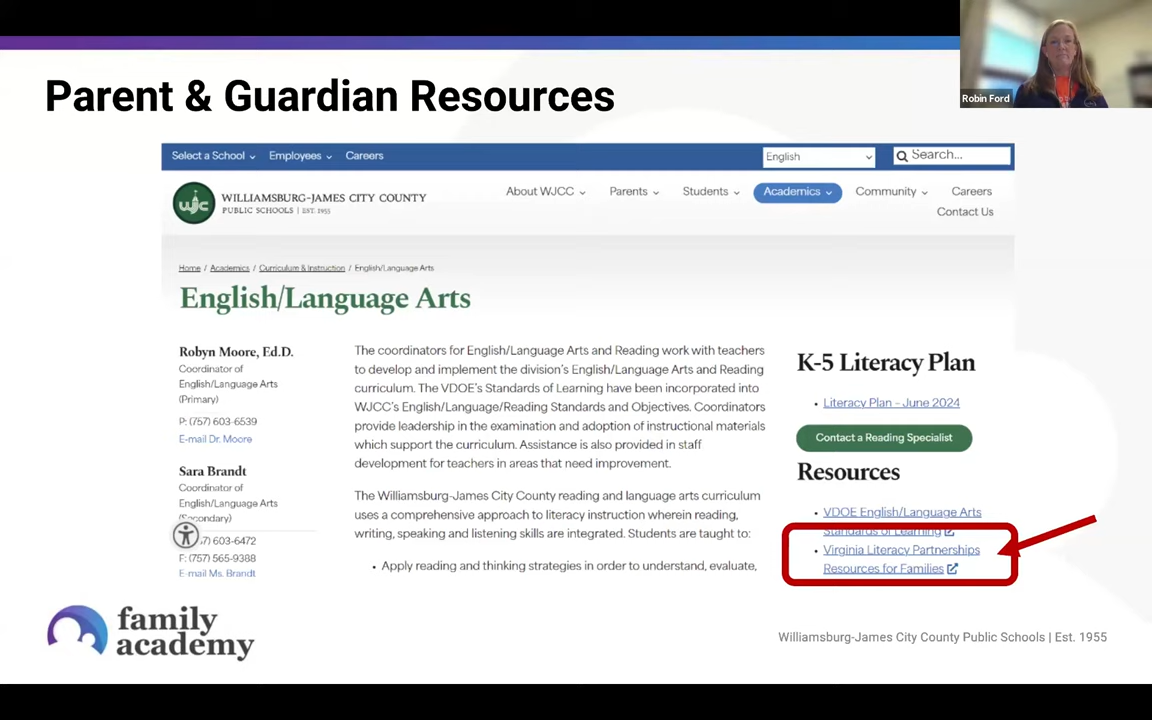 Parent & Guardian Resources
Robin Ford
Select a School
Employees
Careers
English
Search...
wjc
WILLIAMSBURG-JAMES CITY COUNTY
PUBLIC SCHOOLS | EST. 1955
About WJCC
Parents
Students
Academics
Community
Careers
Contact Us
Home / Academics / Curriculum & Instruction / English/Language Arts
English/Language Arts
Robyn Moore, Ed.D.
Coordinator of
English/Language Arts
(Primary)
P: (757) 603-6539
E-mail Dr. Moore
Sara Brandt
Coordinator of
English/Language Arts
(Secondary)
57) 603-6472
F: (757) 565-9388
E-mail Ms. Brandt
The coordinators for English/Language Arts and Reading work with teachers
to develop and implement the division's English/Language Arts and Reading
curriculum. The VDOE's Standards of Learning have been incorporated into
WJCC's English/Language/Reading Standards and Objectives. Coordinators
provide leadership in the examination and adoption of instructional materials
which support the curriculum. Assistance is also provided in staff
development for teachers in areas that need improvement.
The Williamsburg-James City County reading and language arts curriculum
uses a comprehensive approach to literacy instruction wherein reading,
writing, speaking and listening skills are integrated. Students are taught to:
• Apply reading and thinking strategies in order to understand, evaluate,
K-5 Literacy Plan
• Literacy Plan – June 2024
Contact a Reading Specialist
Resources
• VDOE English/Language Arts
Standards of Learning
• Virginia Literacy Partnerships
Resources for Families
family
academy
Williamsburg-James City County Public Schools | Est. 1955